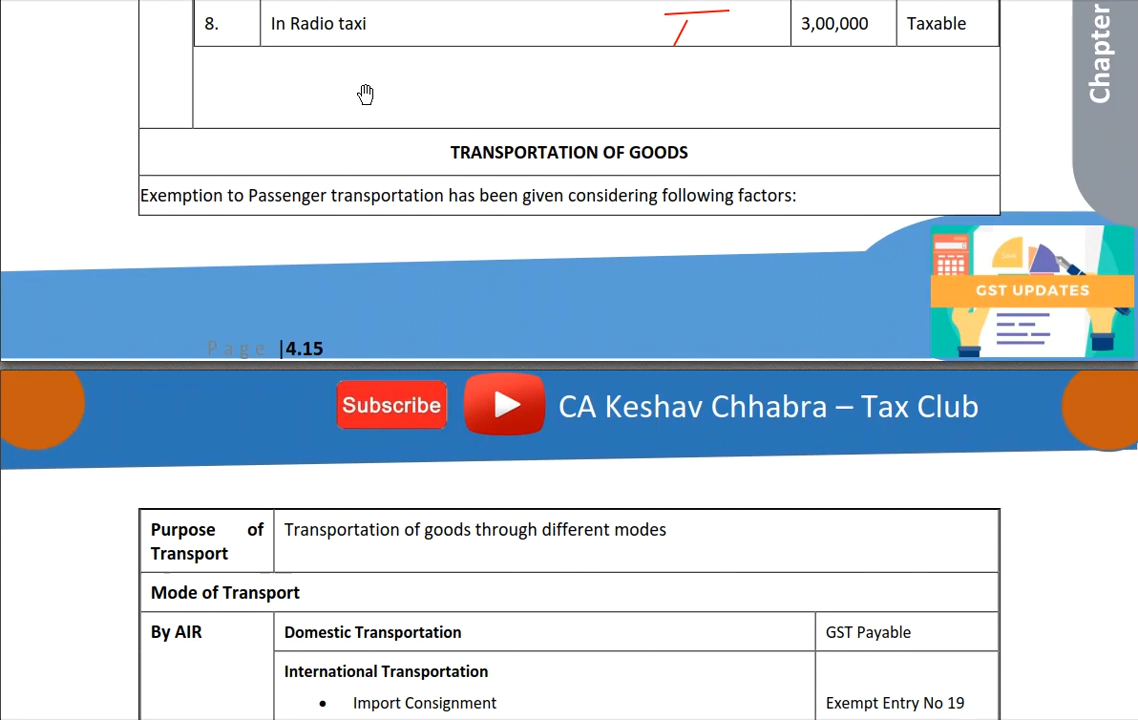 8. In Radio taxi 3,00,000 Taxable
Chapter
TRANSPORTATION OF GOODS
Exemption to Passenger transportation has been given considering following factors:
GST UPDATES
Page |4.15
Subscribe CA Keshav Chhabra – Tax Club
Purpose of Transport Transportation of goods through different modes
Mode of Transport
By AIR Domestic Transportation GST Payable
International Transportation
• Import Consignment Exempt Entry No 19